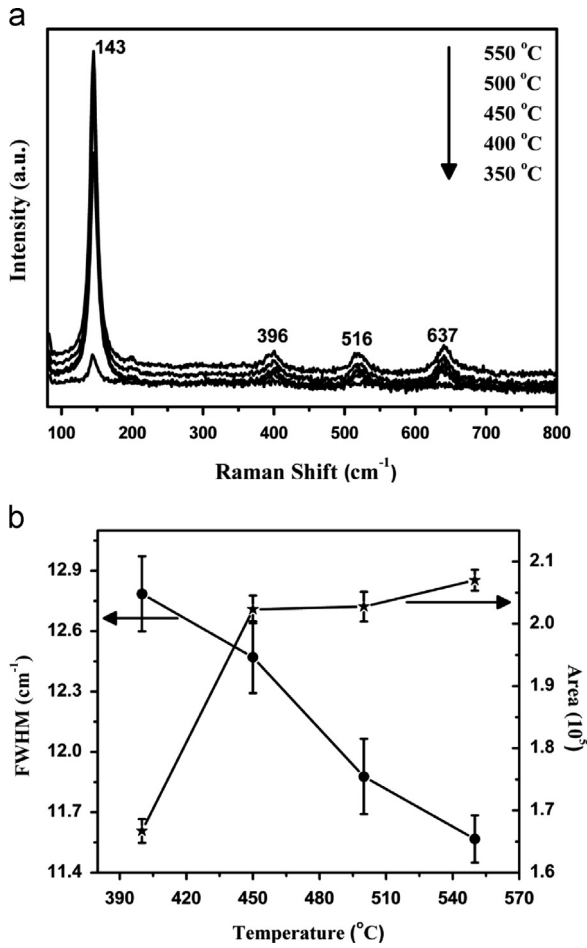 a
143
550 °C
500 °C
450 °C
400 °C
350 °C
396
516
637
Intensity (a.u.)
100 200 300 400 500 600 700 800
Raman Shift (cm⁻¹)
b
12.9
12.6
12.3
12.0
11.7
11.4
FWHM (cm⁻¹)
2.1
2.0
1.9
1.8
1.7
1.6
Area (10⁵)
390 420 450 480 510 540 570
Temperature (°C)